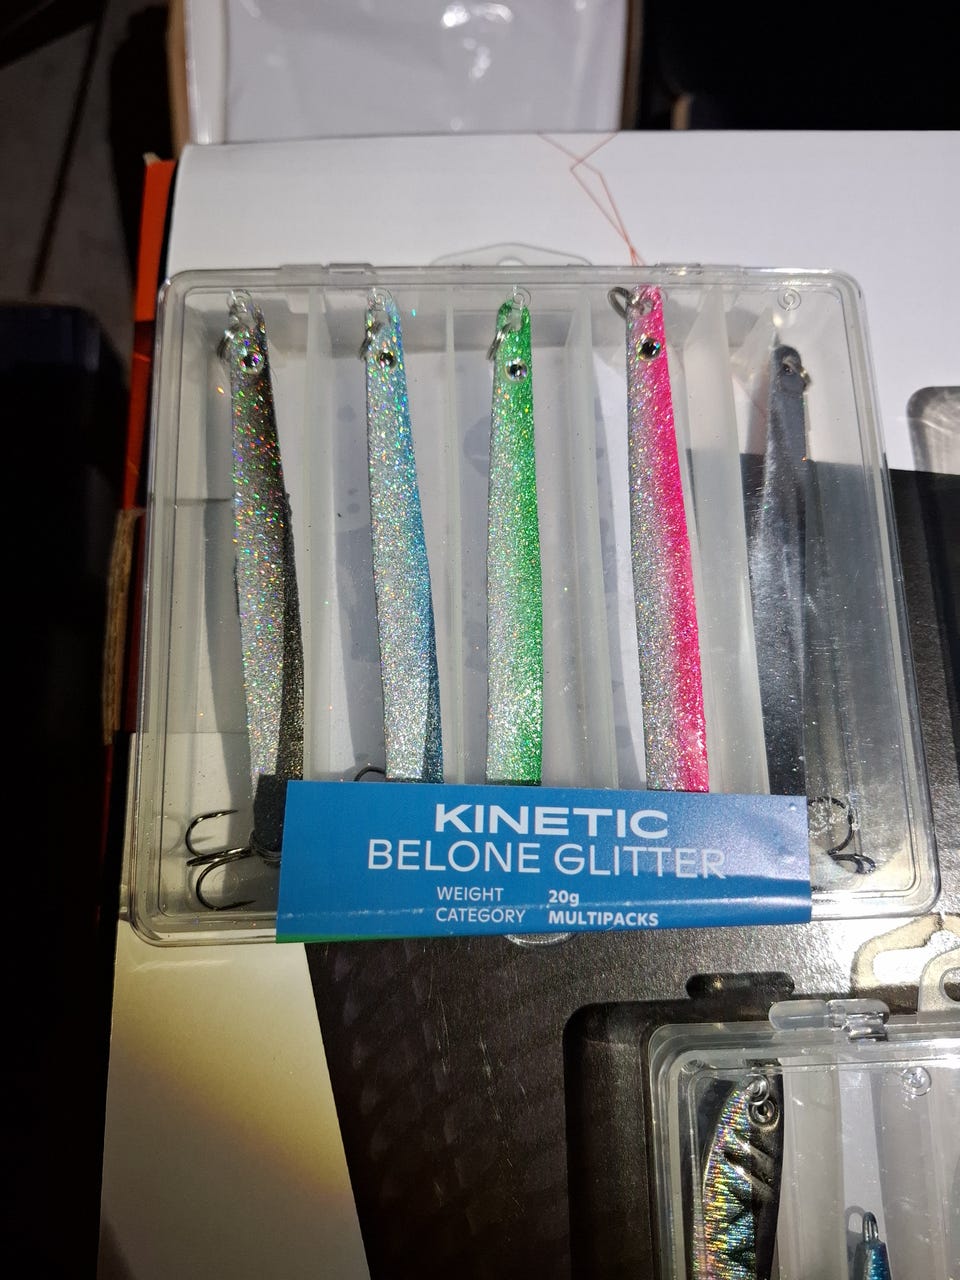 KINETIC
BELONE GLITTER
WEIGHT 20g
CATEGORY MULTIPACKS